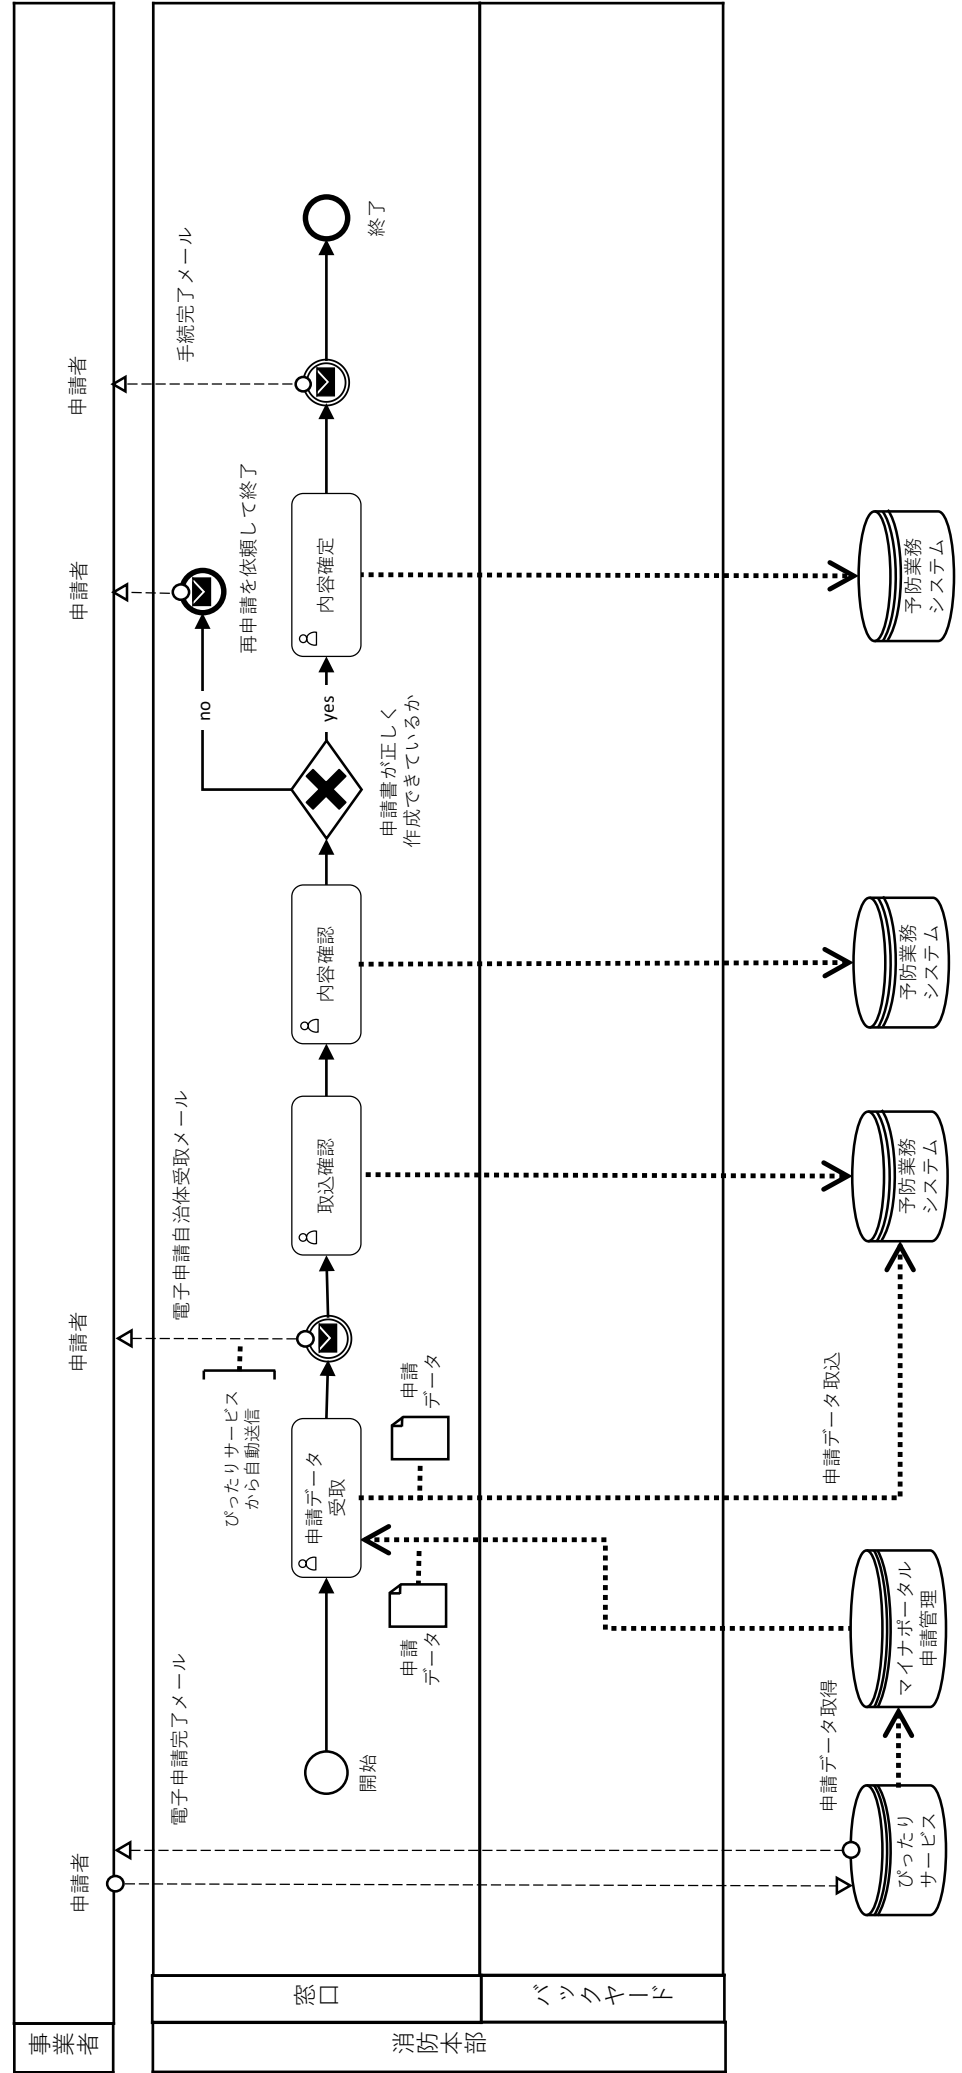 事業者
消防本部
窓口
バックヤード
申請者
申請者
申請者
申請者
電子申請完了メール
電子申請自治体受取メール
手続完了メール
ぴったりサービス
から自動送信
再申請を依頼して終了
開始
申請データ
受取
取込確認
内容確認
no
yes
申請書が正しく
作成できているか
内容確定
終了
申請
データ
申請
データ
申請データ取得
申請データ取込
ぴったり
サービス
マイナポータル
申請管理
予防業務
システム
予防業務
システム
予防業務
システム